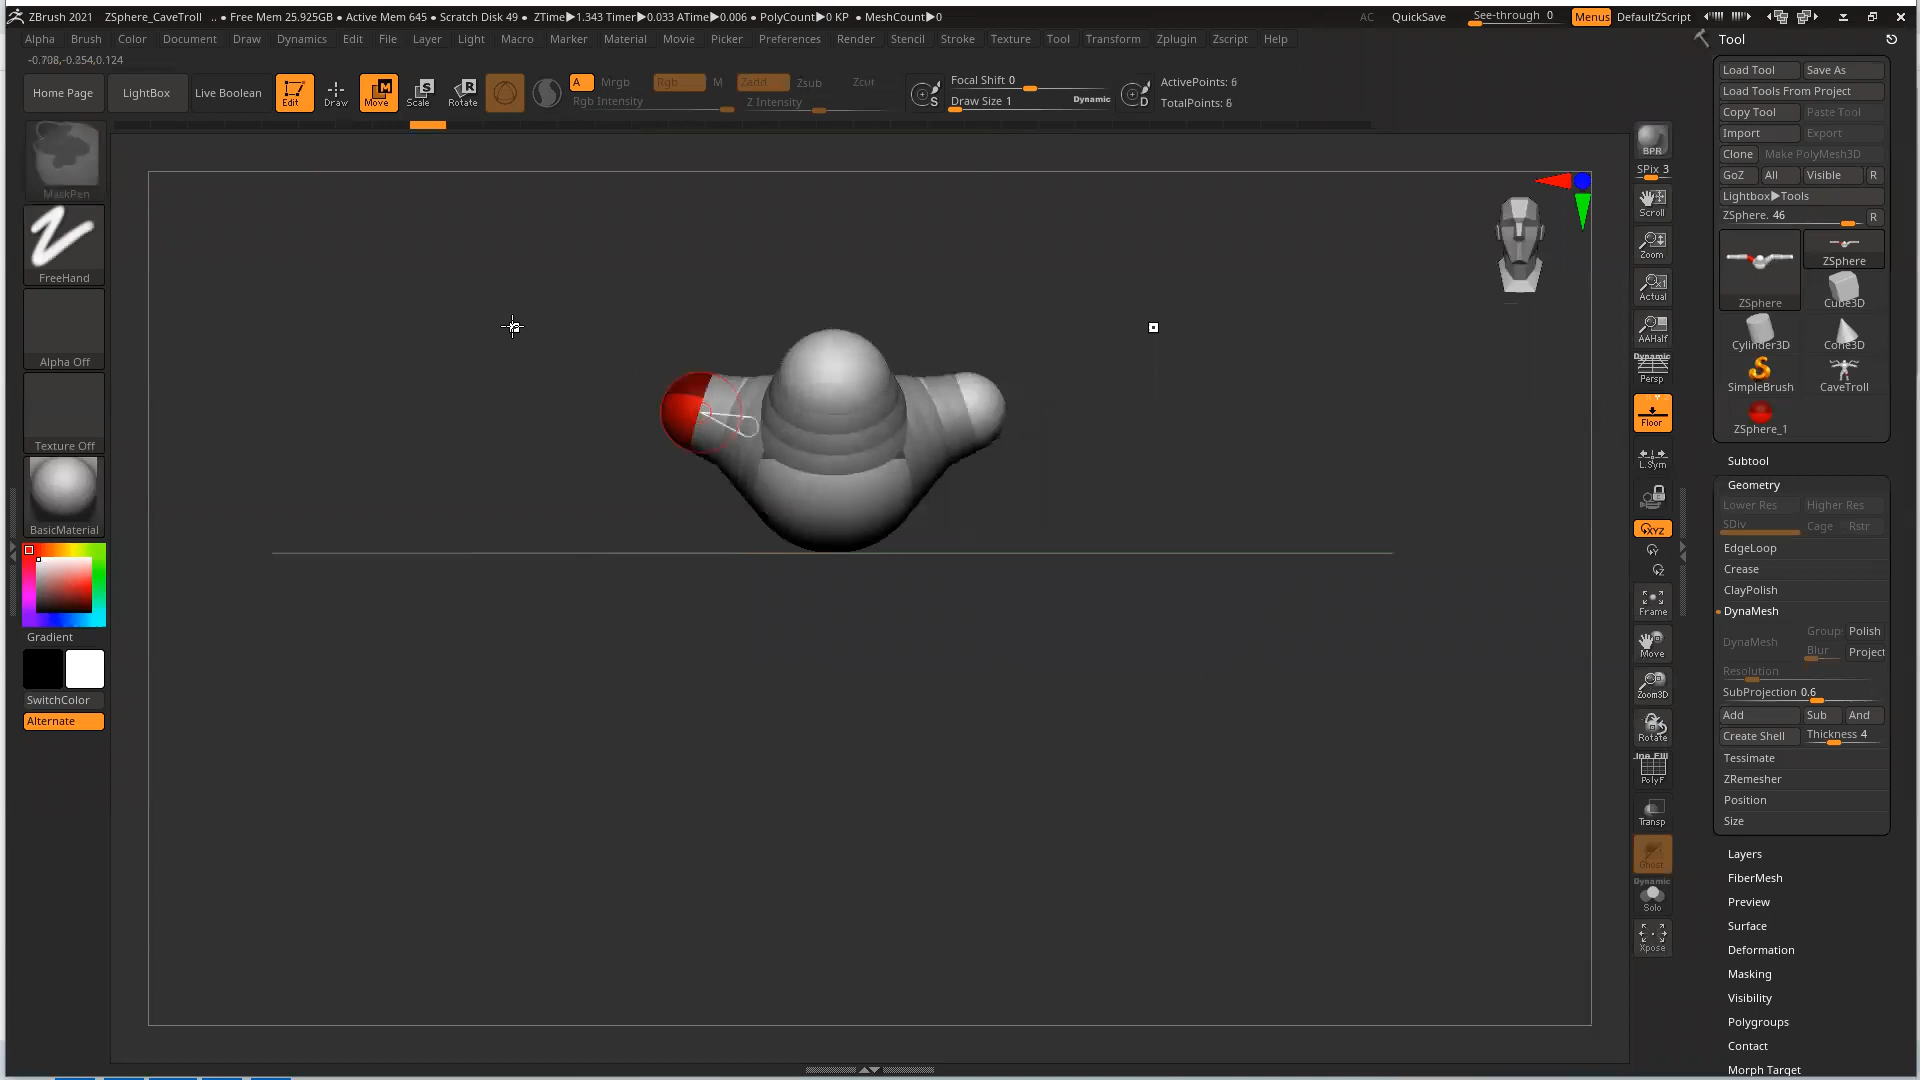 ZBrush 2021 ZSphere_CaveTroll .. • Free Mem 25.925GB • Active Mem 645 • Scratch Disk 49 • ZTime▶1.343 Timer▶0.033 ATime▶0.006 • PolyCount▶0 KP • MeshCount▶0 AC QuickSave See-through 0 Menus DefaultZScript
Alpha Brush Color Document Draw Dynamics Edit File Layer Light Macro Marker Material Movie Picker Preferences Render Stencil Stroke Texture Tool Transform Zplugin Zscript Help
-0.708,-0.254,0.124
Home Page LightBox Live Boolean Edit Draw Move Scale Rotate
A Mrgb Rgb M Zadd Zsub Zcut
Rgb Intensity Z Intensity
Focal Shift 0
Draw Size 1 Dynamic
ActivePoints: 6
TotalPoints: 6
MaskPen
FreeHand
Alpha Off
Texture Off
BasicMaterial
Gradient
SwitchColor
Alternate
BPR
SPix 3
Scroll
Zoom
Actual
AAHalf
Dynamic
Persp
Floor
L.Sym
XYZ
Frame
Move
Zoom3D
Rotate
Line Fill
PolyF
Transp
Ghost
Dynamic
Solo
Xpose
Tool
Load Tool Save As
Load Tools From Project
Copy Tool Paste Tool
Import Export
Clone Make PolyMesh3D
GoZ All Visible R
Lightbox▶Tools
ZSphere. 46 R
ZSphere ZSphere
Cube3D
Cylinder3D Cone3D
SimpleBrush CaveTroll
ZSphere_1
Subtool
Geometry
Lower Res Higher Res
SDiv Cage Rstr
EdgeLoop
Crease
ClayPolish
DynaMesh
DynaMesh Groups Polish
Blur Project
Resolution
SubProjection 0.6
Add Sub And
Create Shell Thickness 4
Tessimate
ZRemesher
Position
Size
Layers
FiberMesh
Preview
Surface
Deformation
Masking
Visibility
Polygroups
Contact
Morph Target